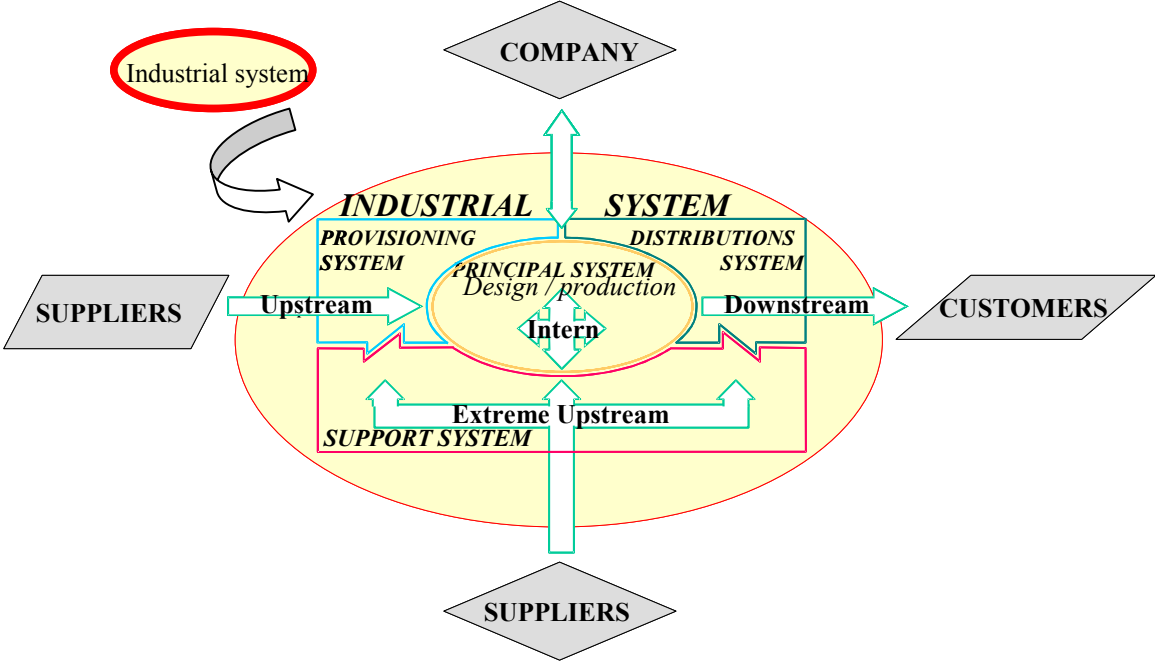 COMPANY
Industrial system
INDUSTRIAL SYSTEM
PROVISIONING
SYSTEM
DISTRIBUTIONS
SYSTEM
PRINCIPAL SYSTEM
Design / production
SUPPLIERS
Upstream
Intern
Downstream
CUSTOMERS
Extreme Upstream
SUPPORT SYSTEM
SUPPLIERS